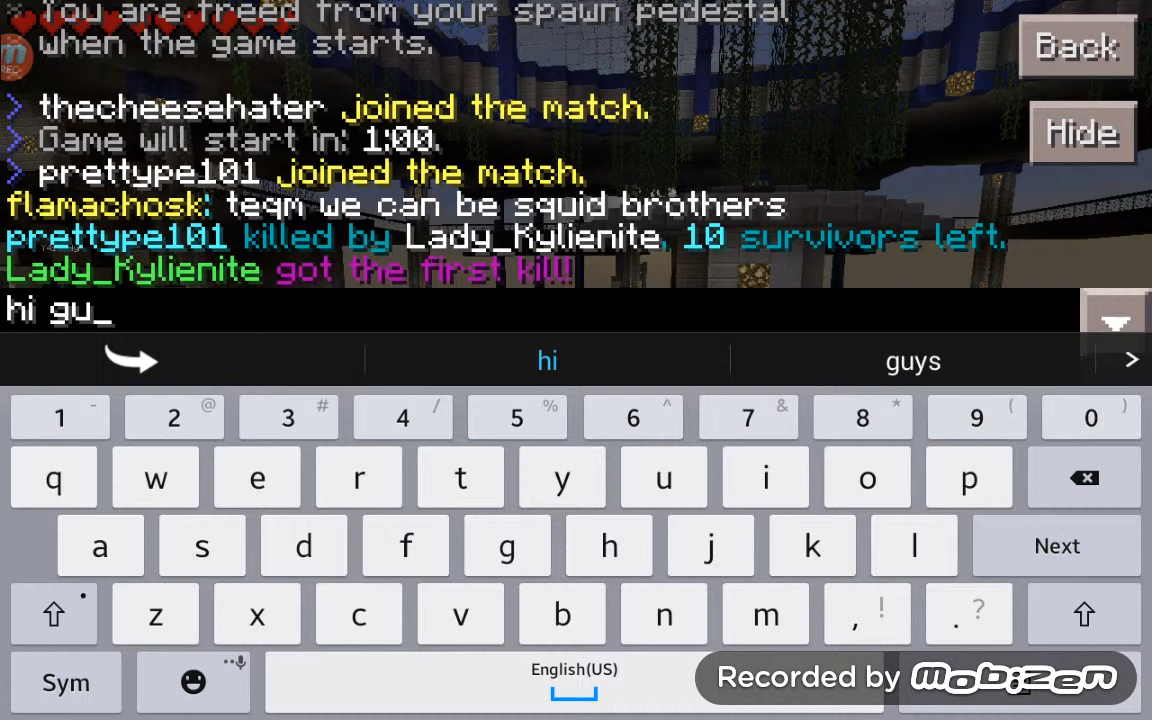 You are freed from your spawn pedestal
when the game starts.
> thecheesehater joined the match.
> Game will start in: 1:00.
> prettype101 joined the match.
flamachosk: teqm we can be squid brothers
prettype101 killed by Lady_Kylienite. 10 survivors left.
Lady_Kylienite got the first kill!
hi gu_
Back
Hide
REC
hi guys >
1 - 2 @ 3 # 4 / 5 % 6 ^ 7 & 8 * 9 ( 0 )
q w e r t y u i o p
a s d f g h j k l Next
z x c v b n m , ! . ?
Sym English(US)
Recorded by mobizen